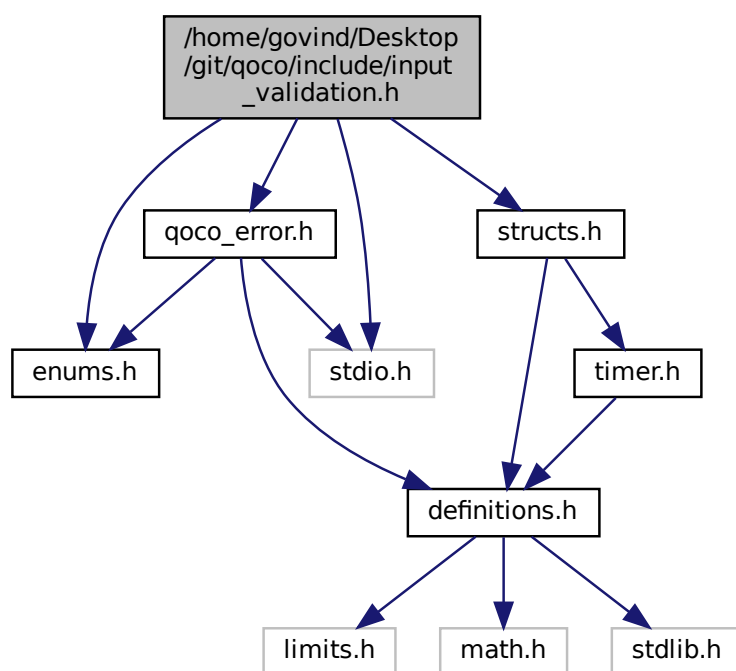 /home/govind/Desktop
/git/qoco/include/input
_validation.h
qoco_error.h
structs.h
enums.h
stdio.h
timer.h
definitions.h
limits.h
math.h
stdlib.h